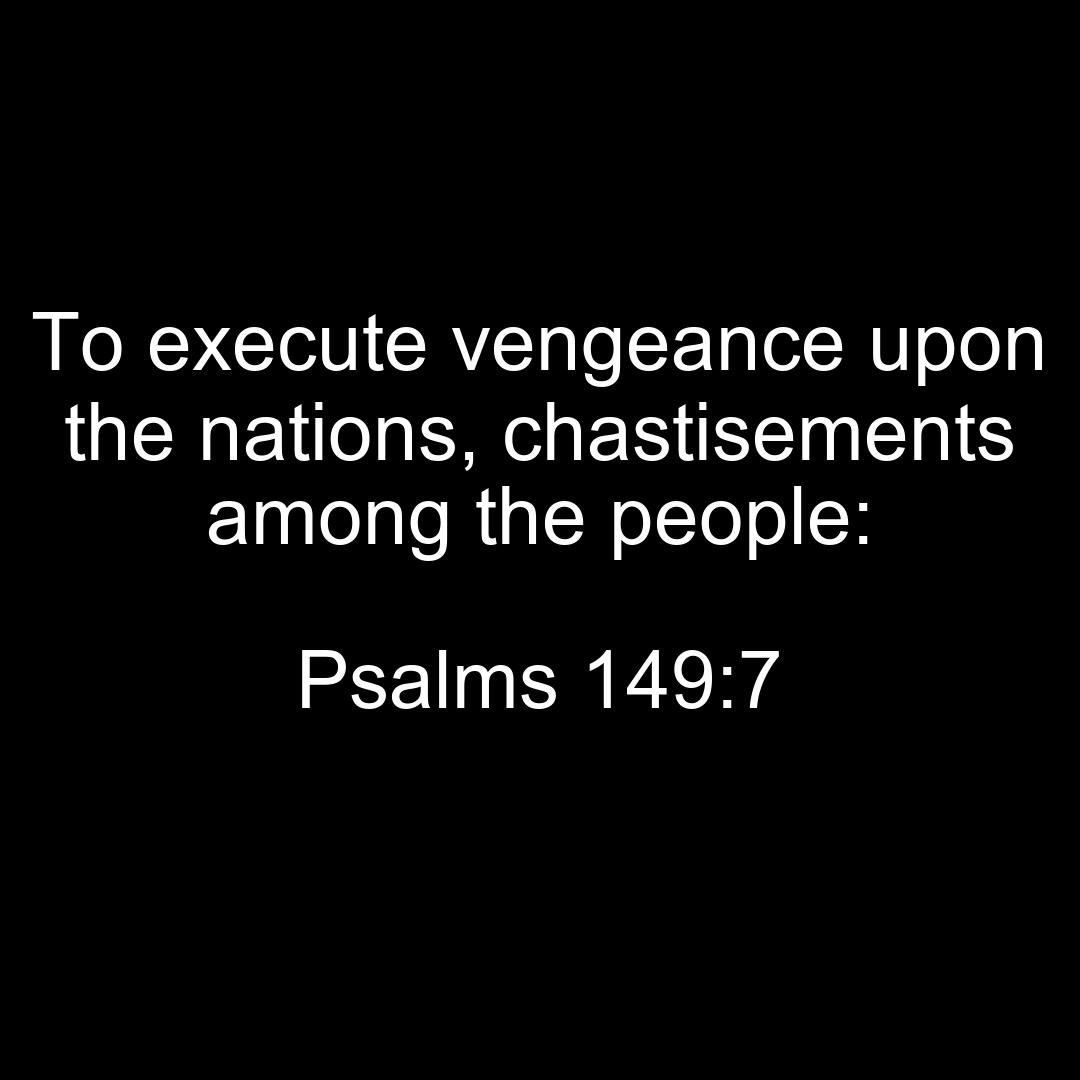 To execute vengeance upon
the nations, chastisements
among the people:
Psalms 149:7